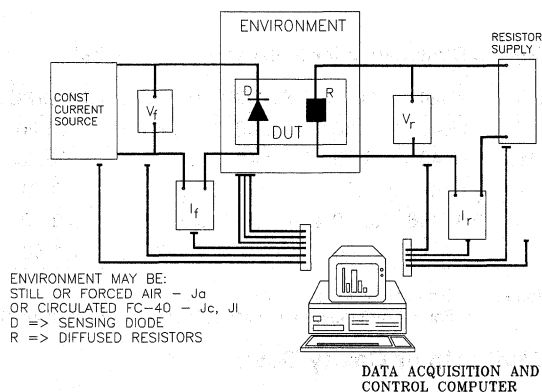 ENVIRONMENT
RESISTOR
SUPPLY
CONST
CURRENT
SOURCE
Vf
D
R
DUT
Vr
If
Ir
ENVIRONMENT MAY BE:
STILL OR FORCED AIR – Ja
OR CIRCULATED FC-40 – Jc, Jl
D => SENSING DIODE
R => DIFFUSED RESISTORS
DATA ACQUISITION AND
CONTROL COMPUTER